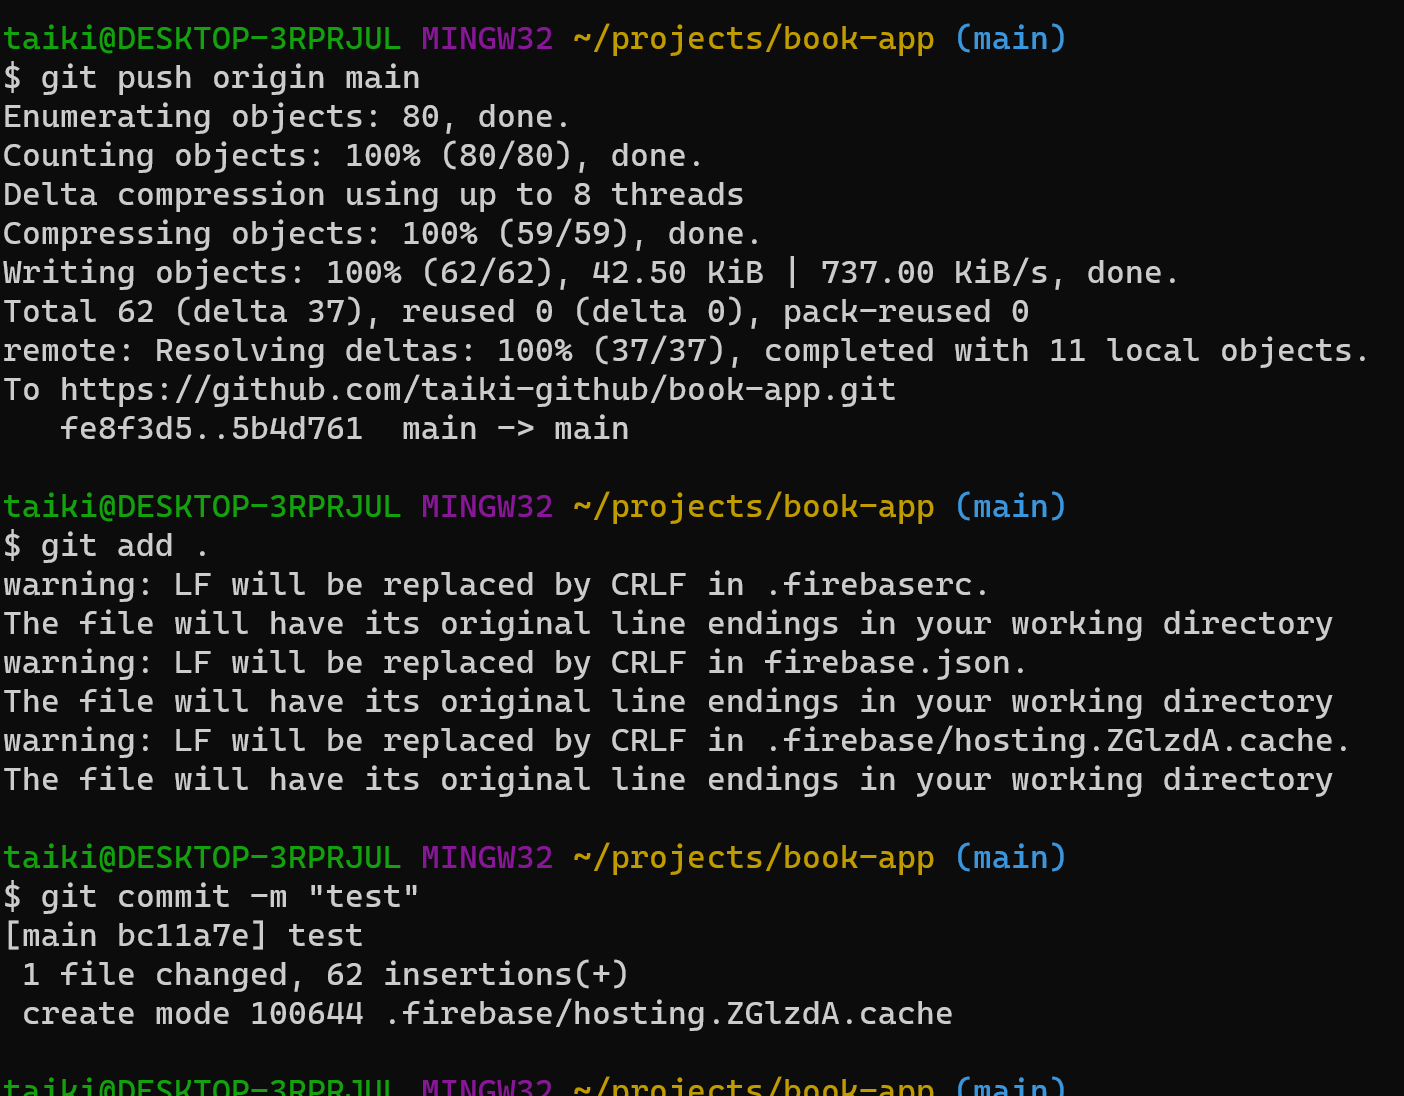 taiki@DESKTOP-3RPRJUL MINGW32 ~/projects/book-app (main)
$ git push origin main
Enumerating objects: 80, done.
Counting objects: 100% (80/80), done.
Delta compression using up to 8 threads
Compressing objects: 100% (59/59), done.
Writing objects: 100% (62/62), 42.50 KiB | 737.00 KiB/s, done.
Total 62 (delta 37), reused 0 (delta 0), pack-reused 0
remote: Resolving deltas: 100% (37/37), completed with 11 local objects.
To https://github.com/taiki-github/book-app.git
   fe8f3d5..5b4d761  main -> main
taiki@DESKTOP-3RPRJUL MINGW32 ~/projects/book-app (main)
$ git add .
warning: LF will be replaced by CRLF in .firebaserc.
The file will have its original line endings in your working directory
warning: LF will be replaced by CRLF in firebase.json.
The file will have its original line endings in your working directory
warning: LF will be replaced by CRLF in .firebase/hosting.ZGlzdA.cache.
The file will have its original line endings in your working directory
taiki@DESKTOP-3RPRJUL MINGW32 ~/projects/book-app (main)
$ git commit -m "test"
[main bc11a7e] test
 1 file changed, 62 insertions(+)
 create mode 100644 .firebase/hosting.ZGlzdA.cache
taiki@DESKTOP-3RPRJUL MINGW32 ~/projects/book-app (main)